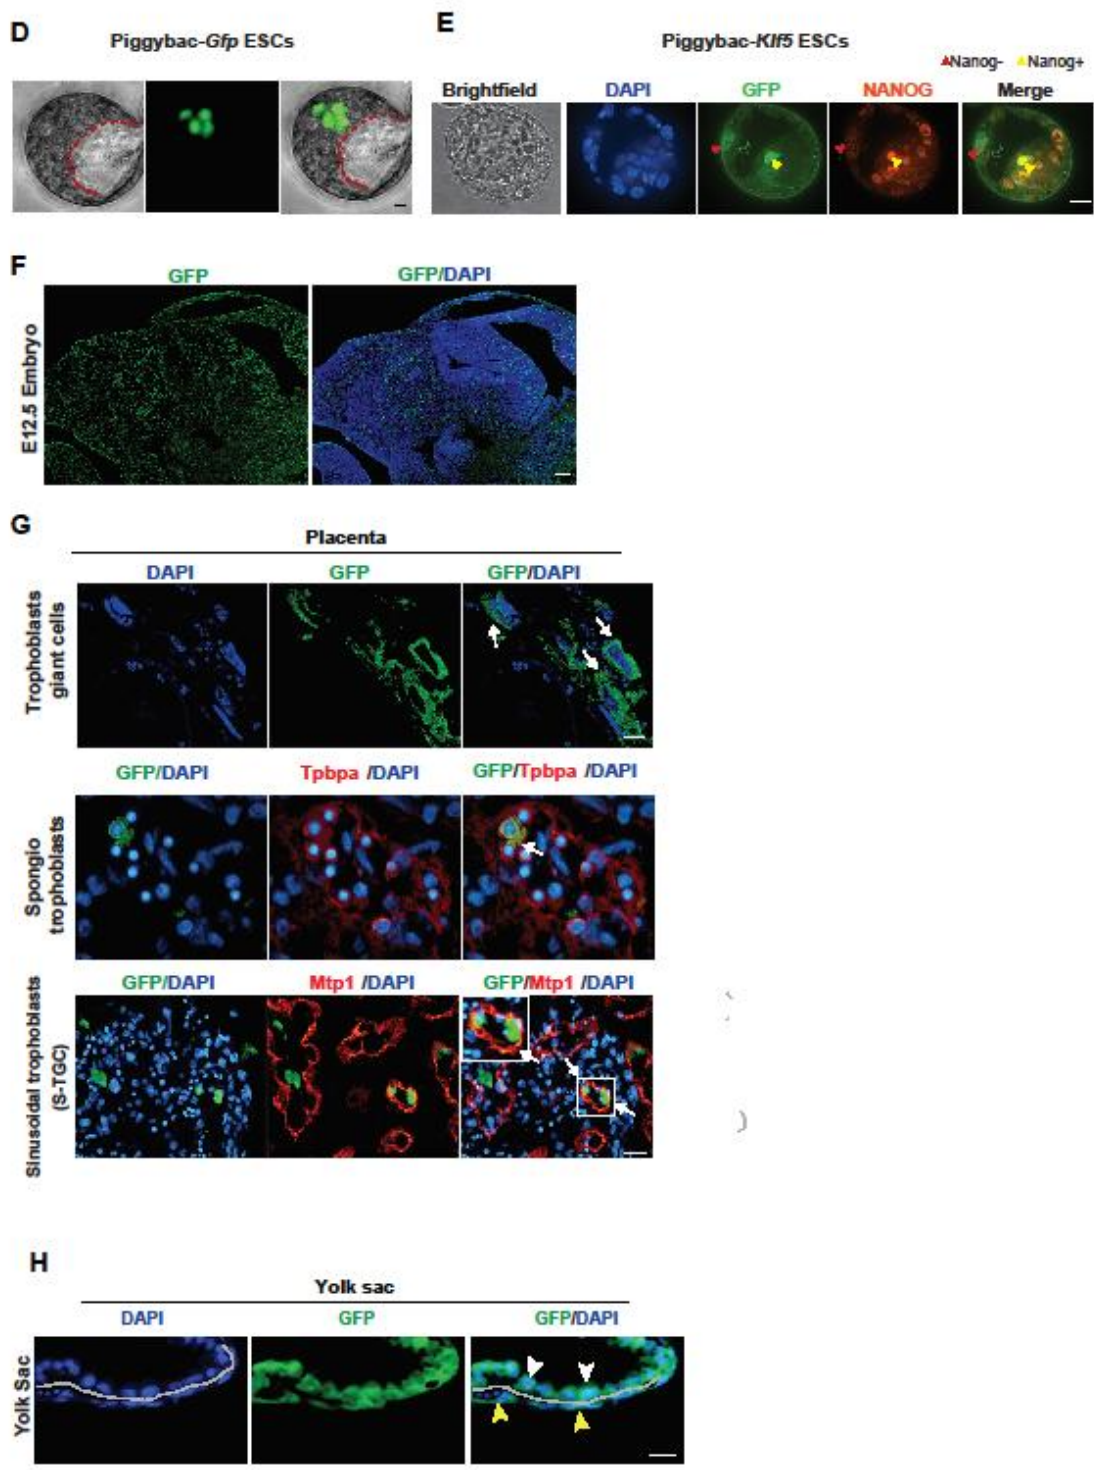 D
Piggybac-Gfp ESCs
E
Piggybac-Klf5 ESCs
Nanog- Nanog+
Brightfield DAPI GFP NANOG Merge
F
GFP GFP/DAPI
E12.5 Embryo
G
Placenta
DAPI GFP GFP/DAPI
Trophoblasts
giant cells
GFP/DAPI Tpbpa /DAPI GFP/Tpbpa /DAPI
Spongio
trophoblasts
GFP/DAPI Mtp1 /DAPI GFP/Mtp1 /DAPI
Sinusoidal trophoblasts
(S-TGC)
H
Yolk sac
DAPI GFP GFP/DAPI
Yolk Sac